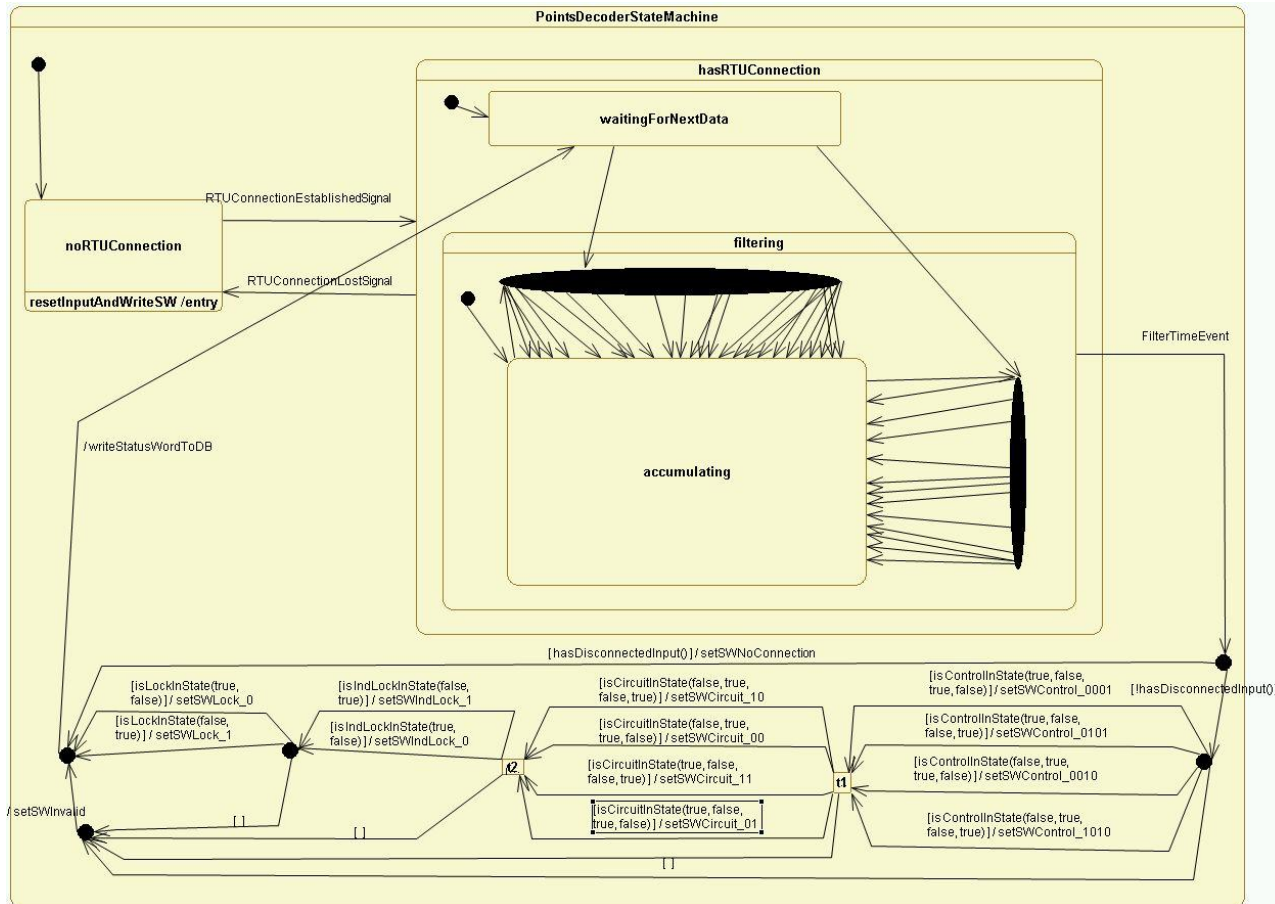 PointsDecoderStateMachine
hasRTUConnection
waitingForNextData
RTUConnectionEstablishedSignal
noRTUConnection
filtering
RTUConnectionLostSignal
resetInputAndWriteSW /entry
FilterTimeEvent
/ writeStatusWordToDB
accumulating
[hasDisconnectedInput()] / setSWNoConnection
[!hasDisconnectedInput()]
[isLockInState(true,
false)] / setSWLock_0
[isIndLockInState(false,
true)] / setSWIndLock_1
[isCircuitInState(false, true,
false, true)] / setSWCircuit_10
[isControlInState(false, true,
true, false)] / setSWControl_0001
[isLockInState(false,
true)] / setSWLock_1
[isIndLockInState(true,
false)] / setSWIndLock_0
[isCircuitInState(false, true,
true, false)] / setSWCircuit_00
[isControlInState(true, false,
false, true)] / setSWControl_0101
[isCircuitInState(true, false,
false, true)] / setSWCircuit_11
[isControlInState(false, true,
true, false)] / setSWControl_0010
t2
t1
/ setSWInvalid
[isCircuitInState(true, false,
true, false)] / setSWCircuit_01
[isControlInState(false, true,
false, true)] / setSWControl_1010
[ ]
[ ]
[ ]